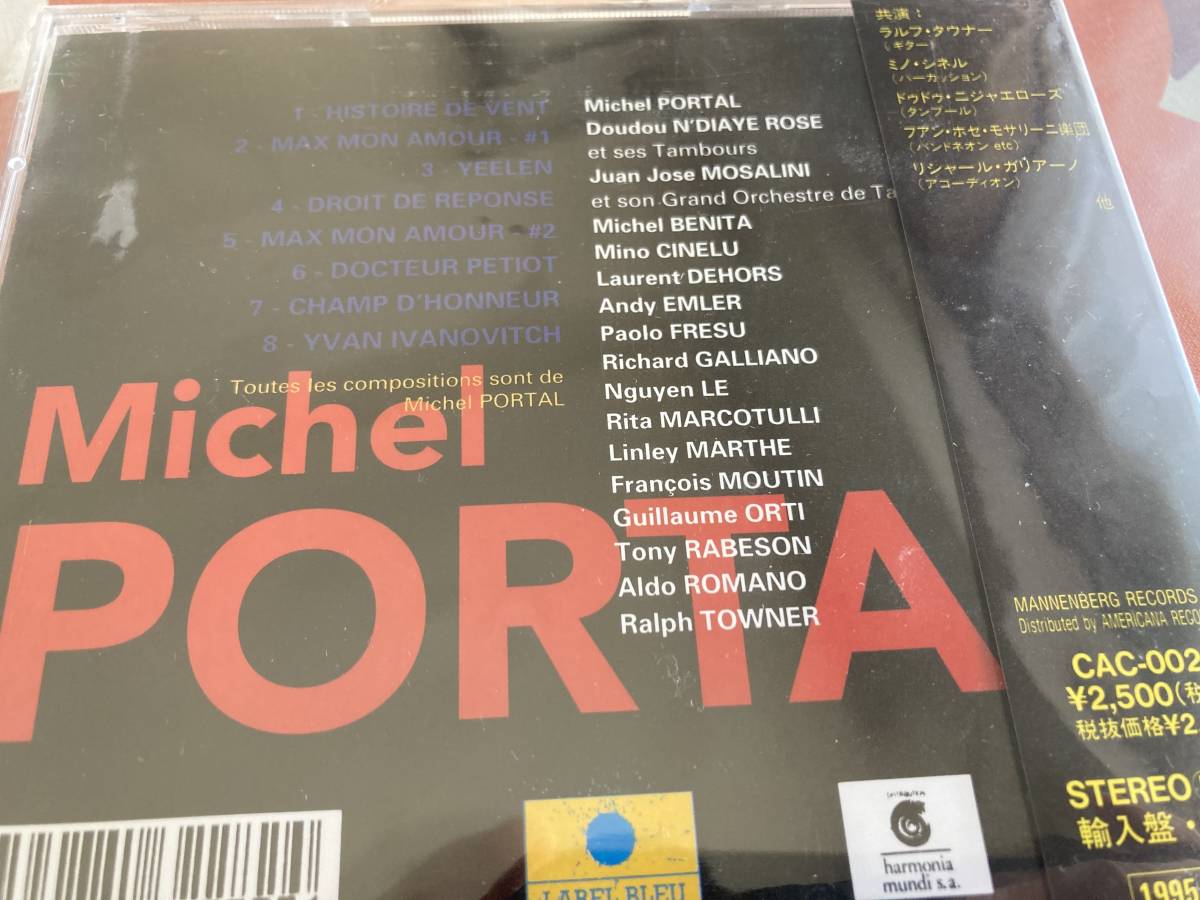 1 - HISTOIRE DE VENT
2 - MAX MON AMOUR - #1
3 - YEELEN
4 - DROIT DE REPONSE
5 - MAX MON AMOUR - #2
6 - DOCTEUR PETIOT
7 - CHAMP D'HONNEUR
8 - YVAN IVANOVITCH
Toutes les compositions sont de
Michel PORTAL
Michel
PORTA
Michel PORTAL
Doudou N'DIAYE ROSE
et ses Tambours
Juan Jose MOSALINI
et son Grand Orchestre de Ta
Michel BENITA
Mino CINELU
Laurent DEHORS
Andy EMLER
Paolo FRESU
Richard GALLIANO
Nguyen LE
Rita MARCOTULLI
Linley MARTHE
François MOUTIN
Guillaume ORTI
Tony RABESON
Aldo ROMANO
Ralph TOWNER
共演：
ラルフ・タウナー
（ギター）
ミノ・シネル
（パーカッション）
ドゥドゥ・ニジャエローズ
（タンブール）
フアン・ホセ・モサリーニ楽団
（バンドネオン etc）
リシャール・ガリアーノ
（アコーディオン）
他
MANNENBERG RECORDS
Distributed by AMERICANA RECO
CAC-002
¥2,500(税
税抜価格¥2.
STEREO
輸入盤・
1995
LABEL BLEU
harmonia
mundi s.a.